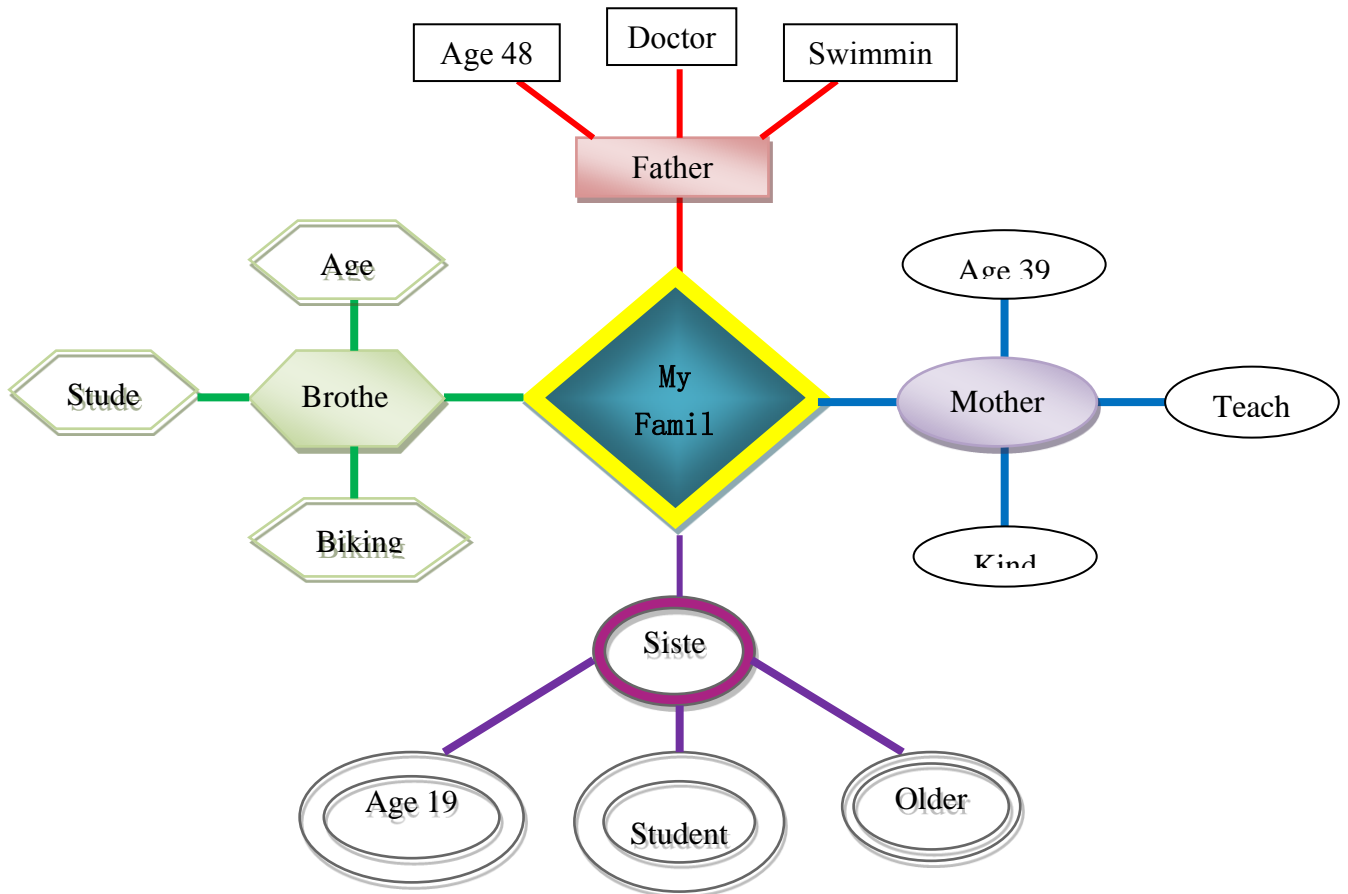 Age 48
Doctor
Swimmin
Father
Age
Age 39
Stude
Brothe
My
Famil
Mother
Teach
Biking
Kind
Siste
Age 19
Student
Older